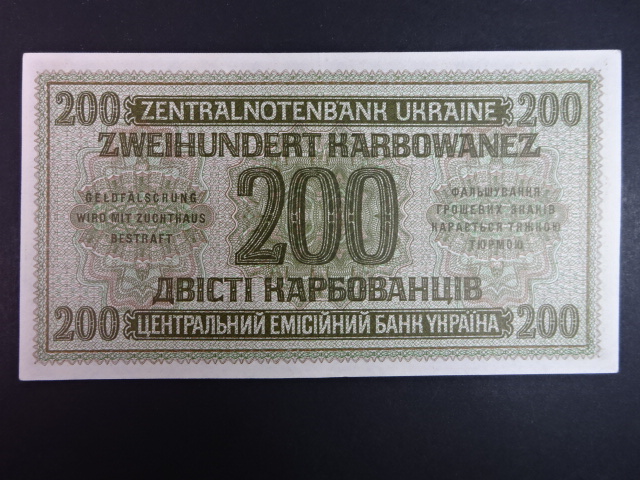 200 ZENTRALNOTENBANK UKRAINE 200
ZWEIHUNDERT KARBOWANEZ
GELDFÄLSCHUNG
WIRD MIT ZUCHTHAUS
BESTRAFT
200
ФАЛЬШУВАННЯ
ГРОШЕВИХ ЗНАКІВ
КАРАЄТЬСЯ ТЯЖКОЮ
ТЮРМОЮ
ДВІСТІ КАРБОВАНЦІВ
200 ЦЕНТРАЛЬНИЙ ЕМІСІЙНИЙ БАНК УКРАЇНА 200